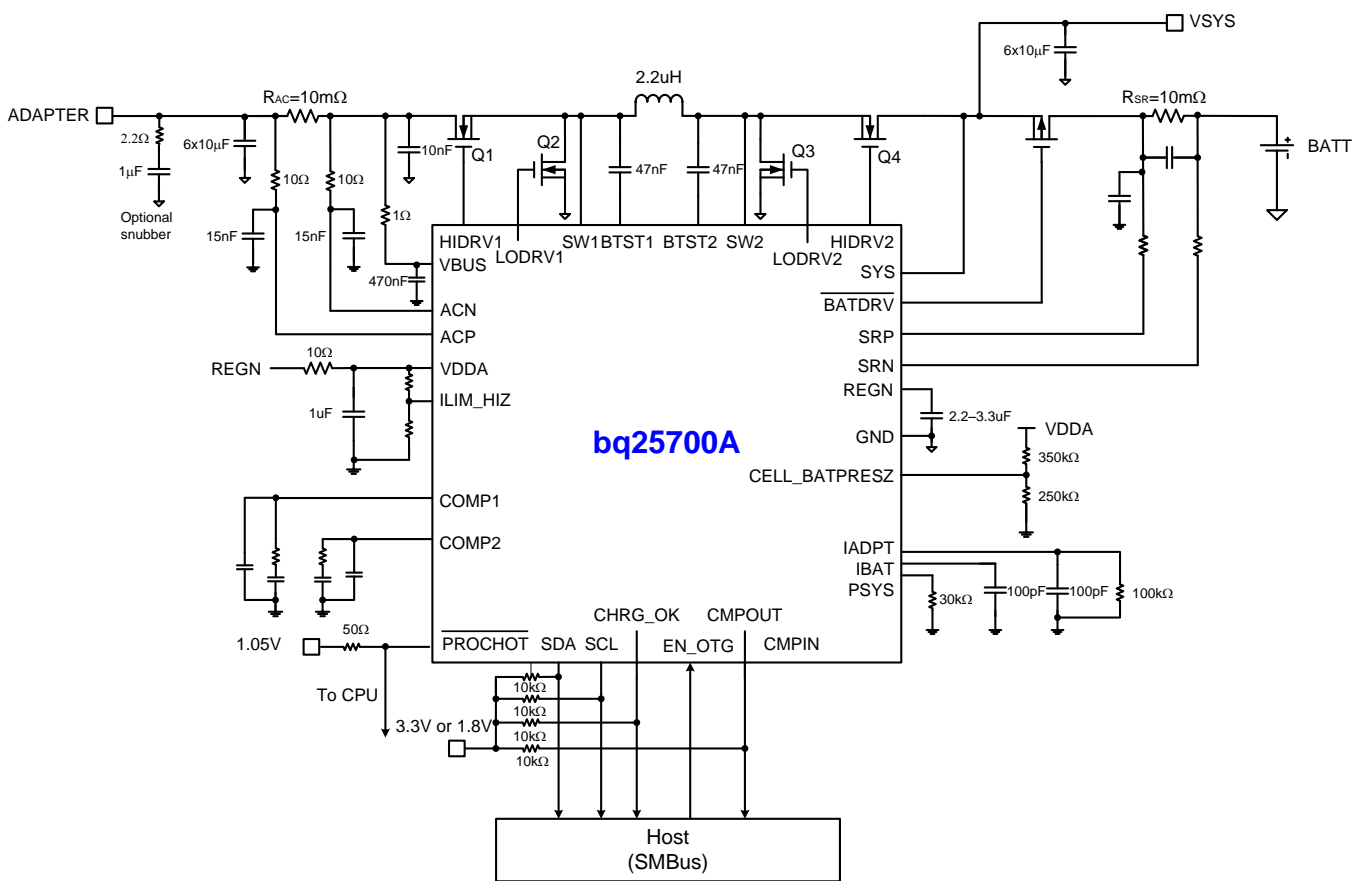 VSYS
6x10µF
2.2uH
RAC=10mΩ
RSR=10mΩ
ADAPTER
2.2Ω
6x10µF
10nF
Q1
Q2
Q3
Q4
BATT
1µF
10Ω
10Ω
47nF
47nF
Optional
snubber
1Ω
15nF
15nF
HIDRV1
LODRV1
SW1
BTST1
BTST2
SW2
LODRV2
HIDRV2
VBUS
SYS
470nF
BATDRV
ACN
SRP
ACP
SRN
10Ω
REGN
VDDA
REGN
ILIM_HIZ
1uF
2.2–3.3uF
VDDA
GND
bq25700A
350kΩ
CELL_BATPRESZ
250kΩ
COMP1
COMP2
IADPT
IBAT
PSYS
100pF
100pF
100kΩ
30kΩ
CHRG_OK
CMPOUT
1.05V
50Ω
PROCHOT
SDA
SCL
EN_OTG
CMPIN
To CPU
10kΩ
10kΩ
3.3V or 1.8V
10kΩ
10kΩ
Host
(SMBus)